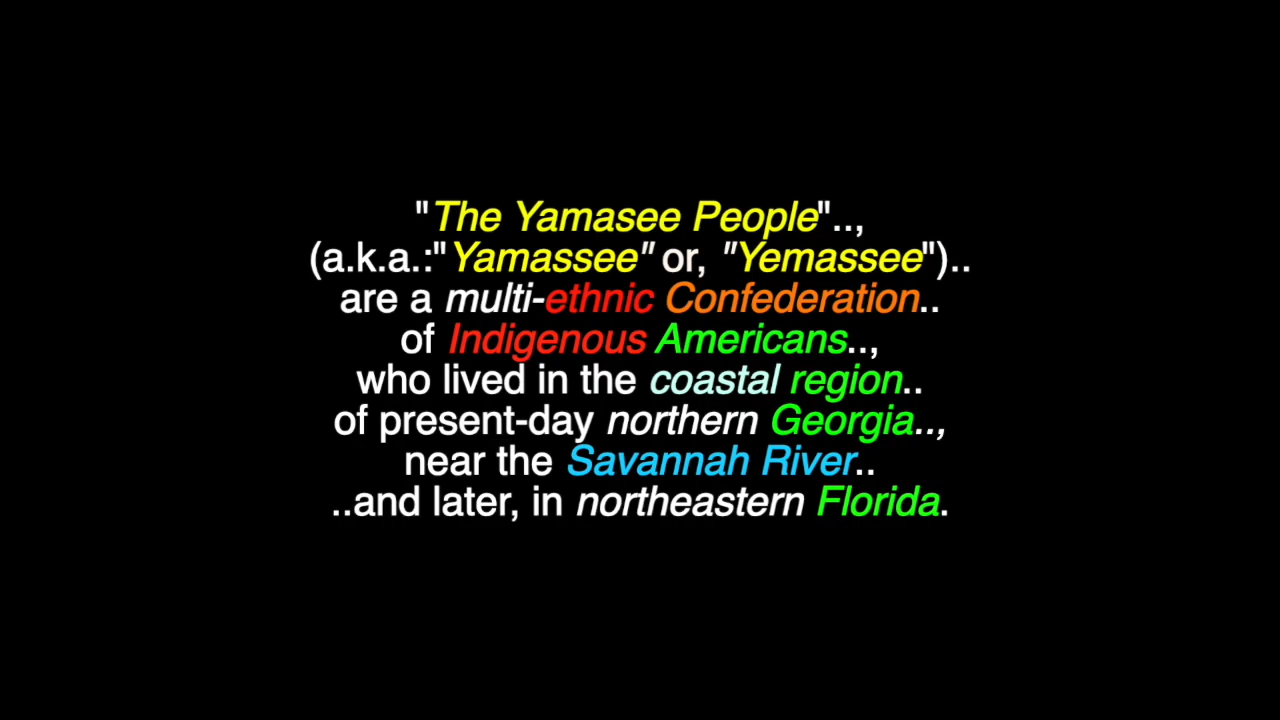 "The Yamasee People"..,
(a.k.a.:"Yamassee" or, "Yemassee")..
are a multi-ethnic Confederation..
of Indigenous Americans..,
who lived in the coastal region..
of present-day northern Georgia..,
near the Savannah River..
..and later, in northeastern Florida.